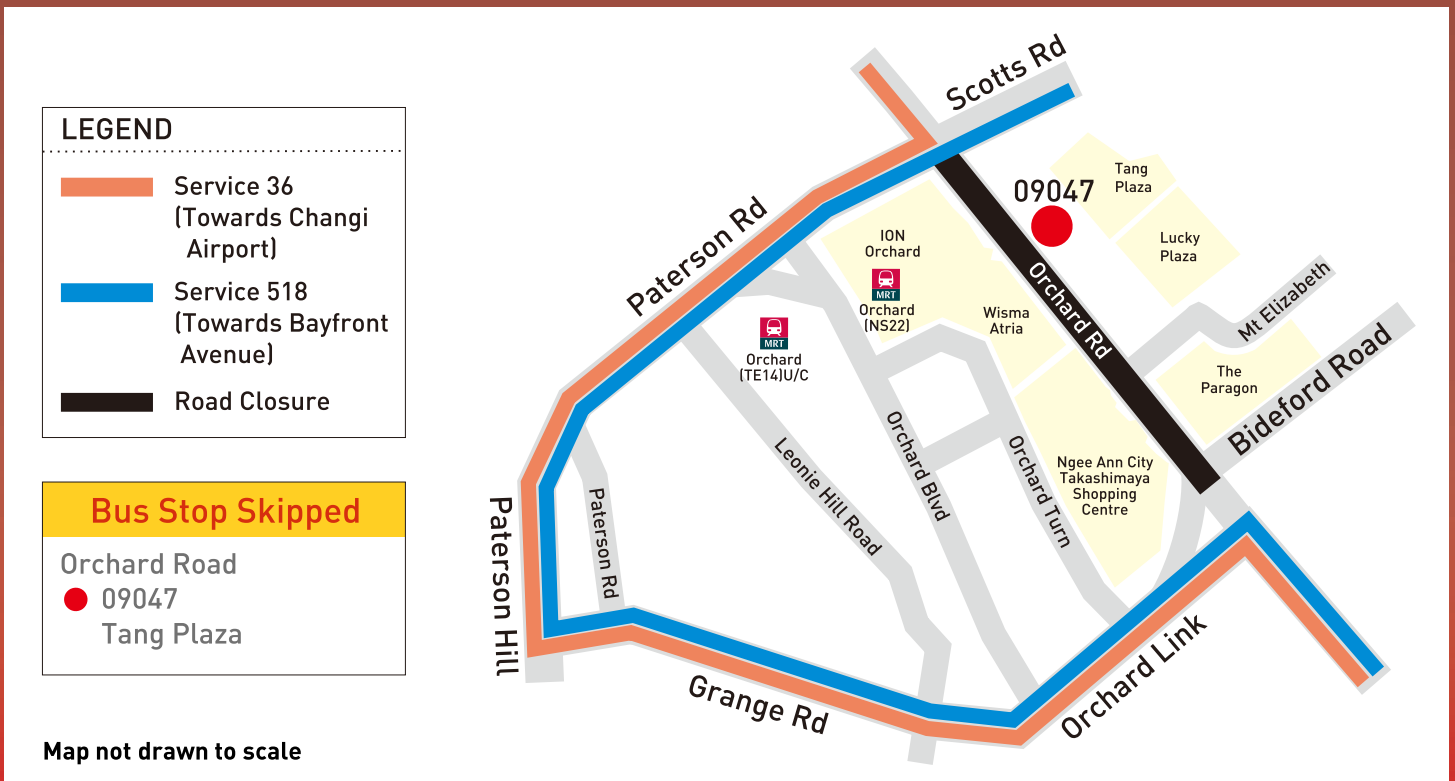 LEGEND
Service 36
(Towards Changi
Airport)
Service 518
(Towards Bayfront
Avenue)
Road Closure
Bus Stop Skipped
Orchard Road
09047
Tang Plaza
Map not drawn to scale
Scotts Rd
Tang
Plaza
09047
Lucky
Plaza
Paterson Rd
ION
Orchard
MRT
Orchard
(NS22)
Wisma
Atria
Orchard Rd
Mt Elizabeth
MRT
Orchard
(TE14)U/C
The
Paragon
Bideford Road
Orchard Blvd
Leonie Hill Road
Orchard Turn
Ngee Ann City
Takashimaya
Shopping
Centre
Paterson Rd
Paterson Hill
Grange Rd
Orchard Link